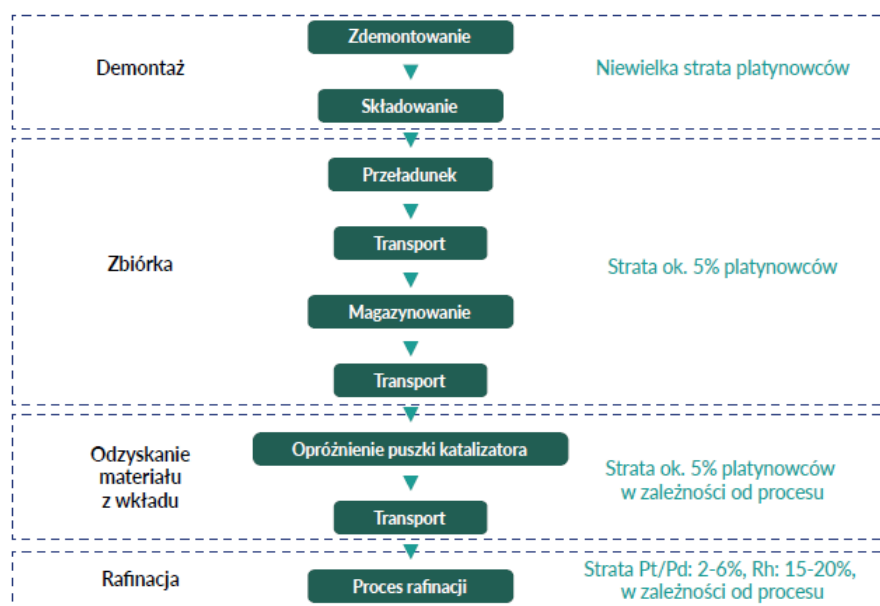 Zdemontowanie
Demontaż
Niewielka strata platynowców
Składowanie
Przeładunek
Transport
Zbiórka
Strata ok. 5% platynowców
Magazynowanie
Transport
Opróżnienie puszki katalizatora
Odzyskanie
materiału
z wkładu
Strata ok. 5% platynowców
w zależności od procesu
Transport
Rafinacja
Proces rafinacji
Strata Pt/Pd: 2-6%, Rh: 15-20%,
w zależności od procesu